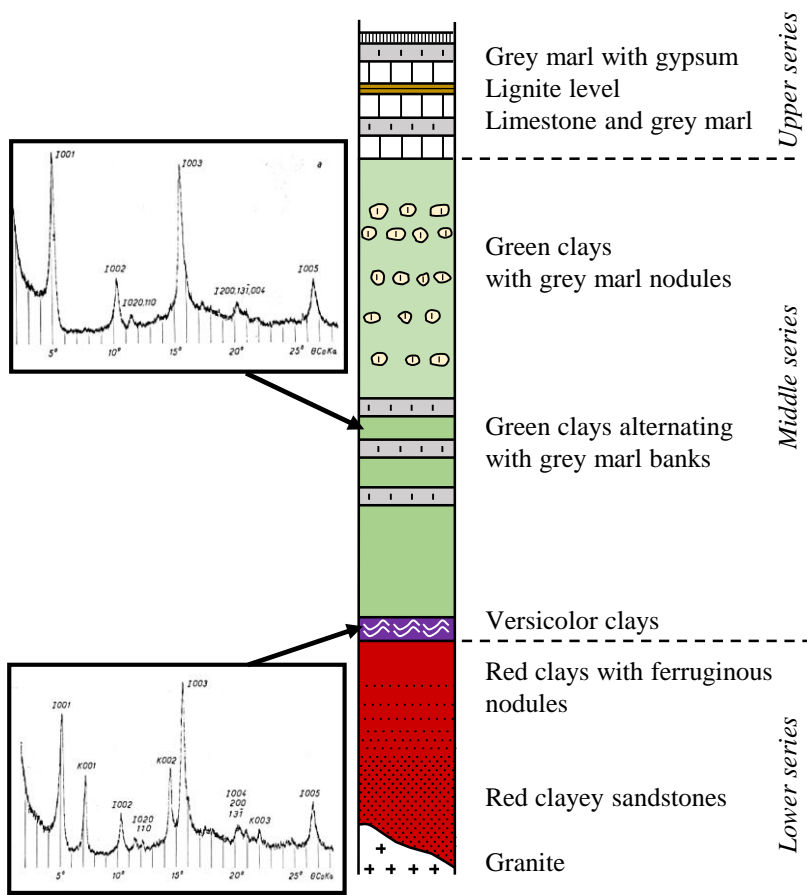 Grey marl with gypsum
Lignite level
Limestone and grey marl
Upper series
I001
I003
a
I002
I020,110
I200,131̄,004
I005
5°
10°
15°
20°
25°
θCoKα
Green clays
with grey marl nodules
Middle series
Green clays alternating
with grey marl banks
Versicolor clays
I001
K001
I002
I020
110
K002
I003
I004
200
131̄
K003
I005
5°
10°
15°
20°
25°
θCoKα
Red clays with ferruginous
nodules
Lower series
Red clayey sandstones
Granite